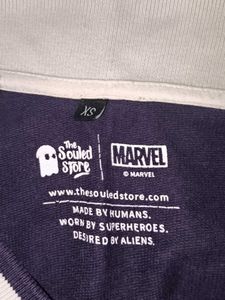 XS
The
Souled
Store
MARVEL
© MARVEL
www.thesouledstore.com
MADE BY HUMANS.
WORN BY SUPERHEROES.
DESIRED BY ALIENS.